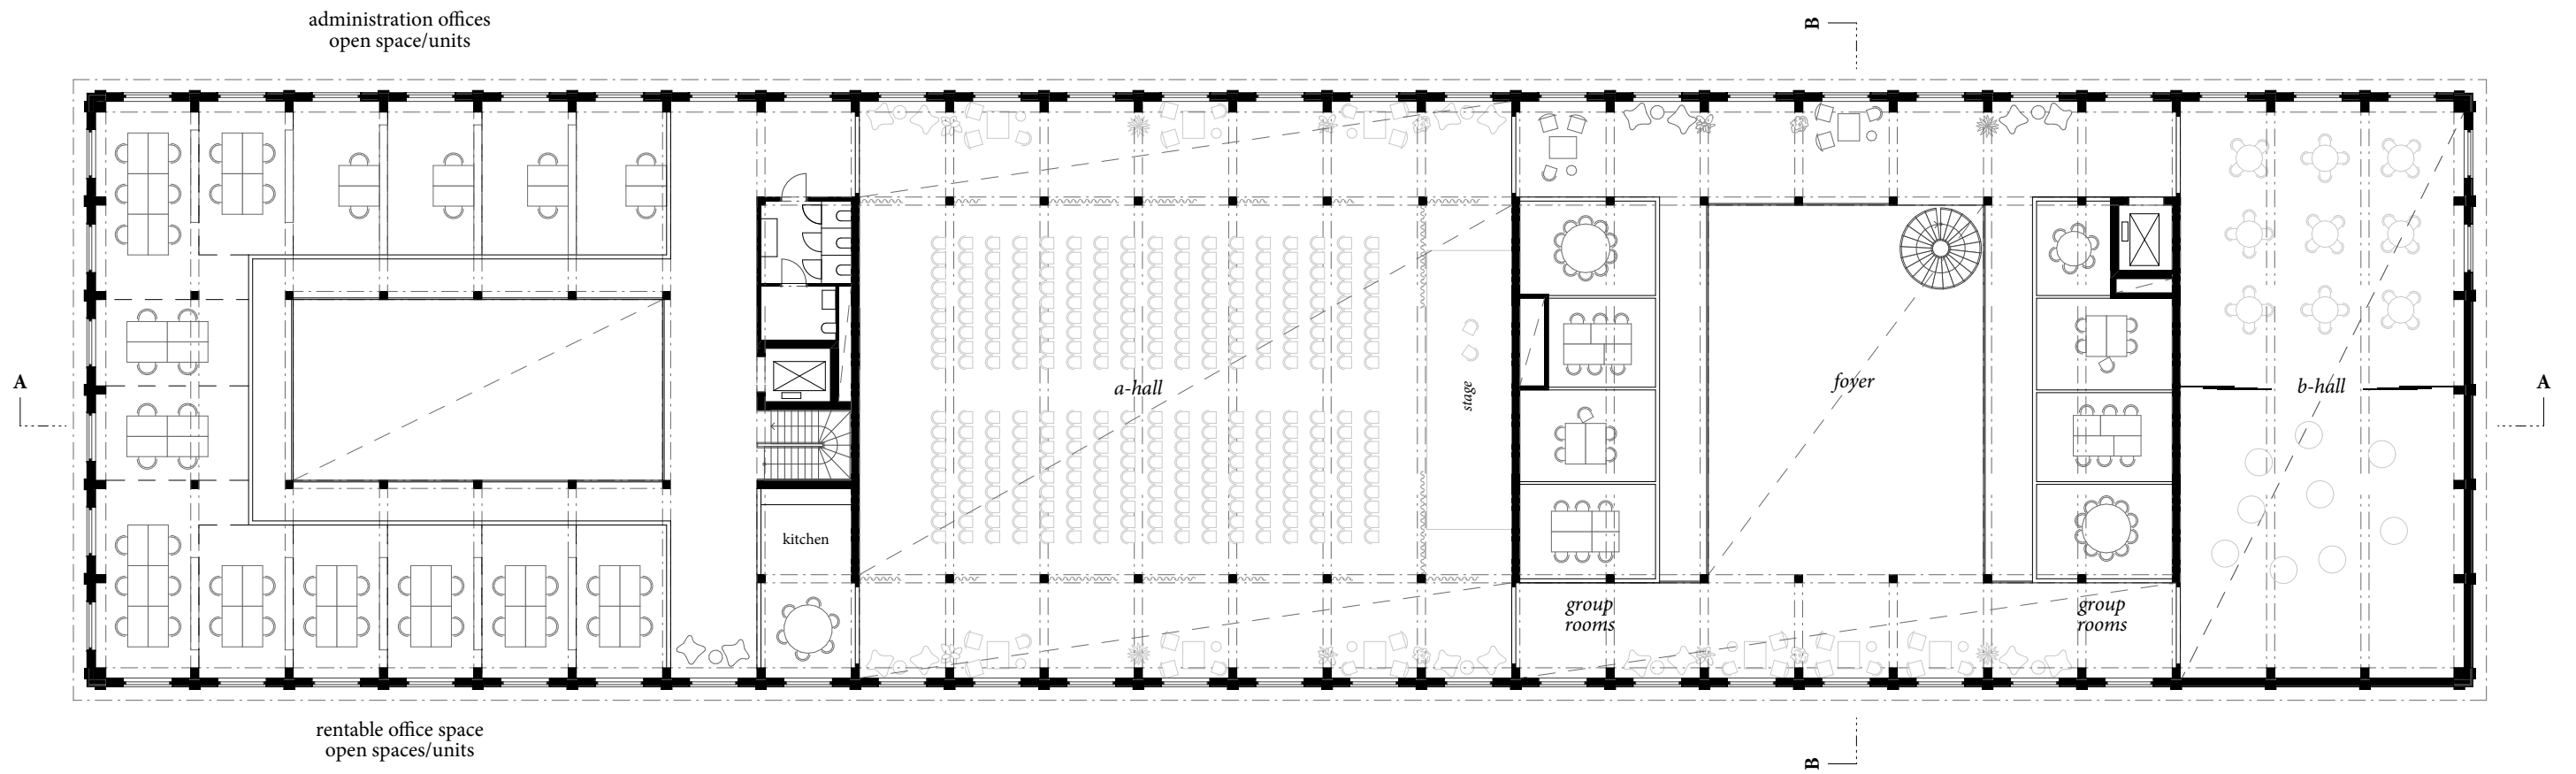 administration offices
open space/units
B
A
a-hall
stage
foyer
b-hall
A
kitchen
group
rooms
group
rooms
rentable office space
open spaces/units
B